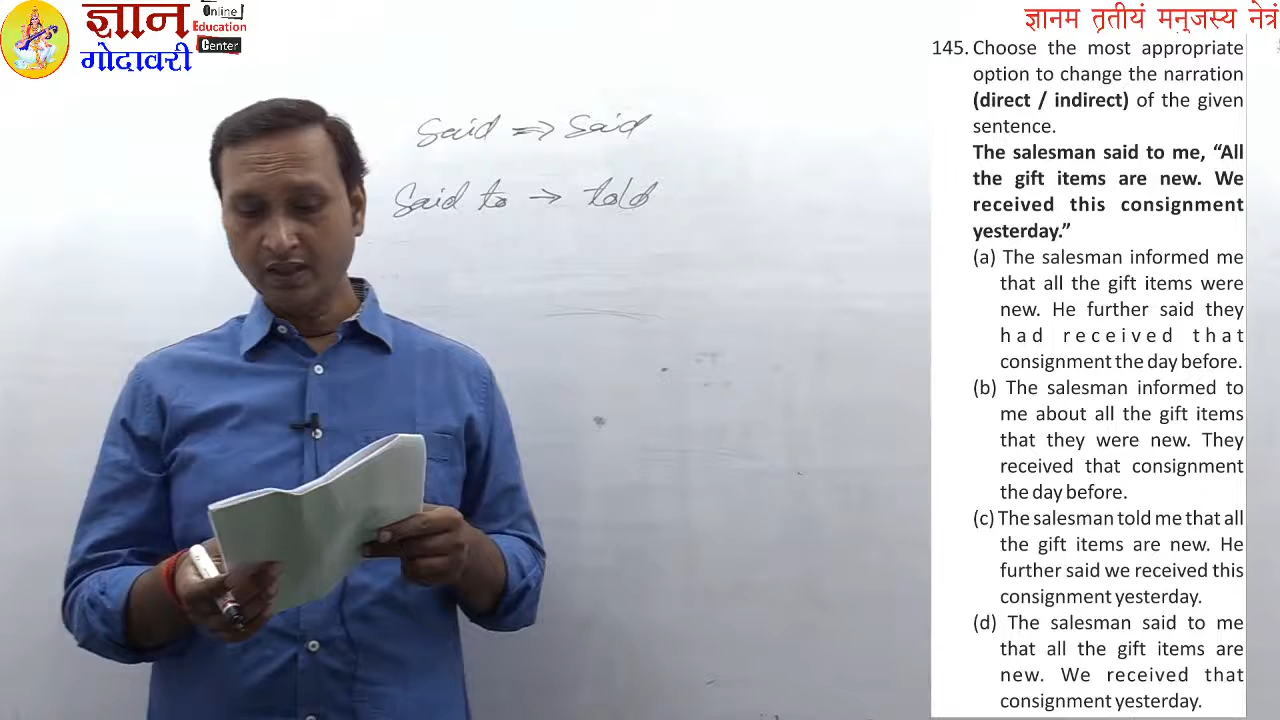 ज्ञान
Online
Education
Center
गोदावरी
ज्ञानम तृतीयं मनुजस्य नेत्रं
Said => Said
Said to → told
145. Choose the most appropriate
option to change the narration
(direct / indirect) of the given
sentence.
The salesman said to me, “All
the gift items are new. We
received this consignment
yesterday.”
(a) The salesman informed me
that all the gift items were
new. He further said they
had received that
consignment the day before.
(b) The salesman informed to
me about all the gift items
that they were new. They
received that consignment
the day before.
(c) The salesman told me that all
the gift items are new. He
further said we received this
consignment yesterday.
(d) The salesman said to me
that all the gift items are
new. We received that
consignment yesterday.